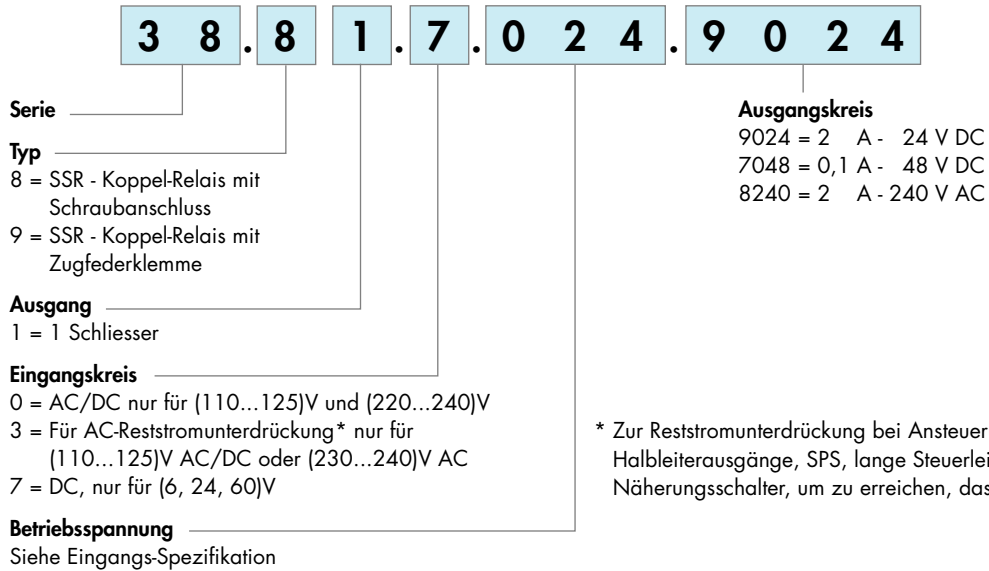 3 8 . 8 1 . 7 . 0 2 4 . 9 0 2 4
Serie
Typ
8 = SSR - Koppel-Relais mit
Schraubanschluss
9 = SSR - Koppel-Relais mit
Zugfederklemme
Ausgang
1 = 1 Schliesser
Eingangskreis
0 = AC/DC nur für (110...125)V und (220...240)V
3 = Für AC-Reststromunterdrückung* nur für
(110...125)V AC/DC oder (230...240)V AC
7 = DC, nur für (6, 24, 60)V
Betriebsspannung
Siehe Eingangs-Spezifikation
Ausgangskreis
9024 = 2 A - 24 V DC
7048 = 0,1 A - 48 V DC
8240 = 2 A - 240 V AC
* Zur Reststromunterdrückung bei Ansteuer
Halbleiterausgänge, SPS, lange Steuerlei
Näherungsschalter, um zu erreichen, das